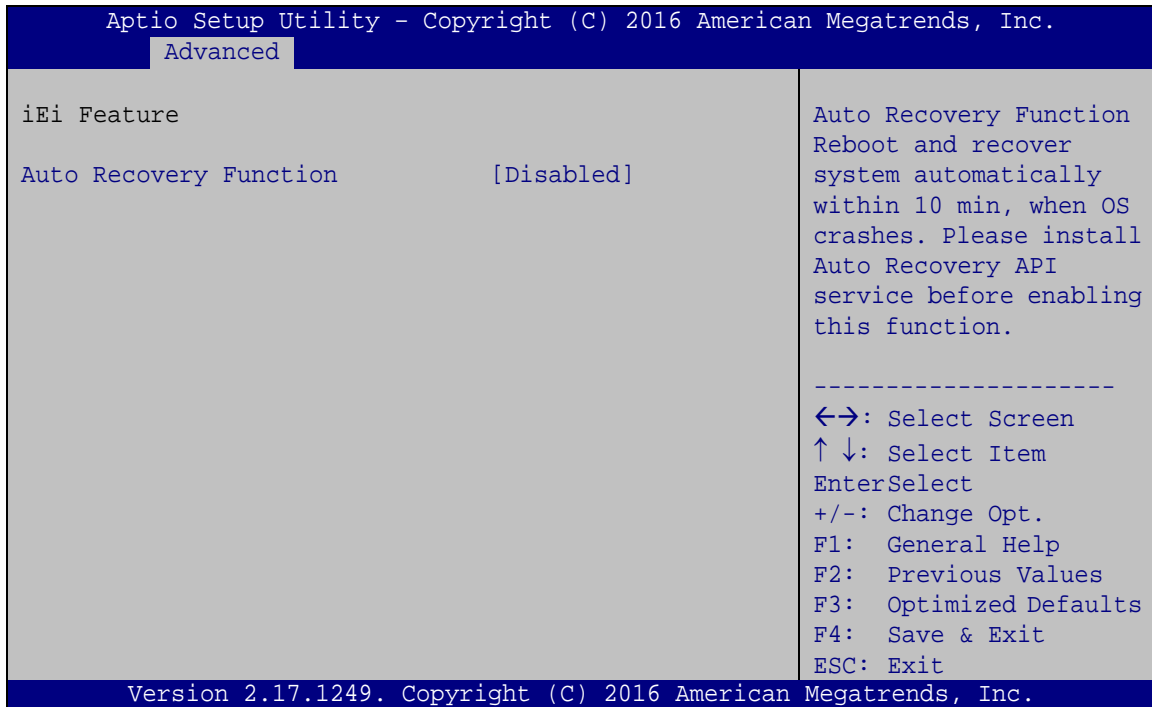 Aptio Setup Utility – Copyright (C) 2016 American Megatrends, Inc.
Advanced
iEi Feature
Auto Recovery Function [Disabled]
Auto Recovery Function
Reboot and recover
system automatically
within 10 min, when OS
crashes. Please install
Auto Recovery API
service before enabling
this function.
---------------------
←→: Select Screen
↑ ↓: Select Item
EnterSelect
+/-: Change Opt.
F1: General Help
F2: Previous Values
F3: Optimized Defaults
F4: Save & Exit
ESC: Exit
Version 2.17.1249. Copyright (C) 2016 American Megatrends, Inc.